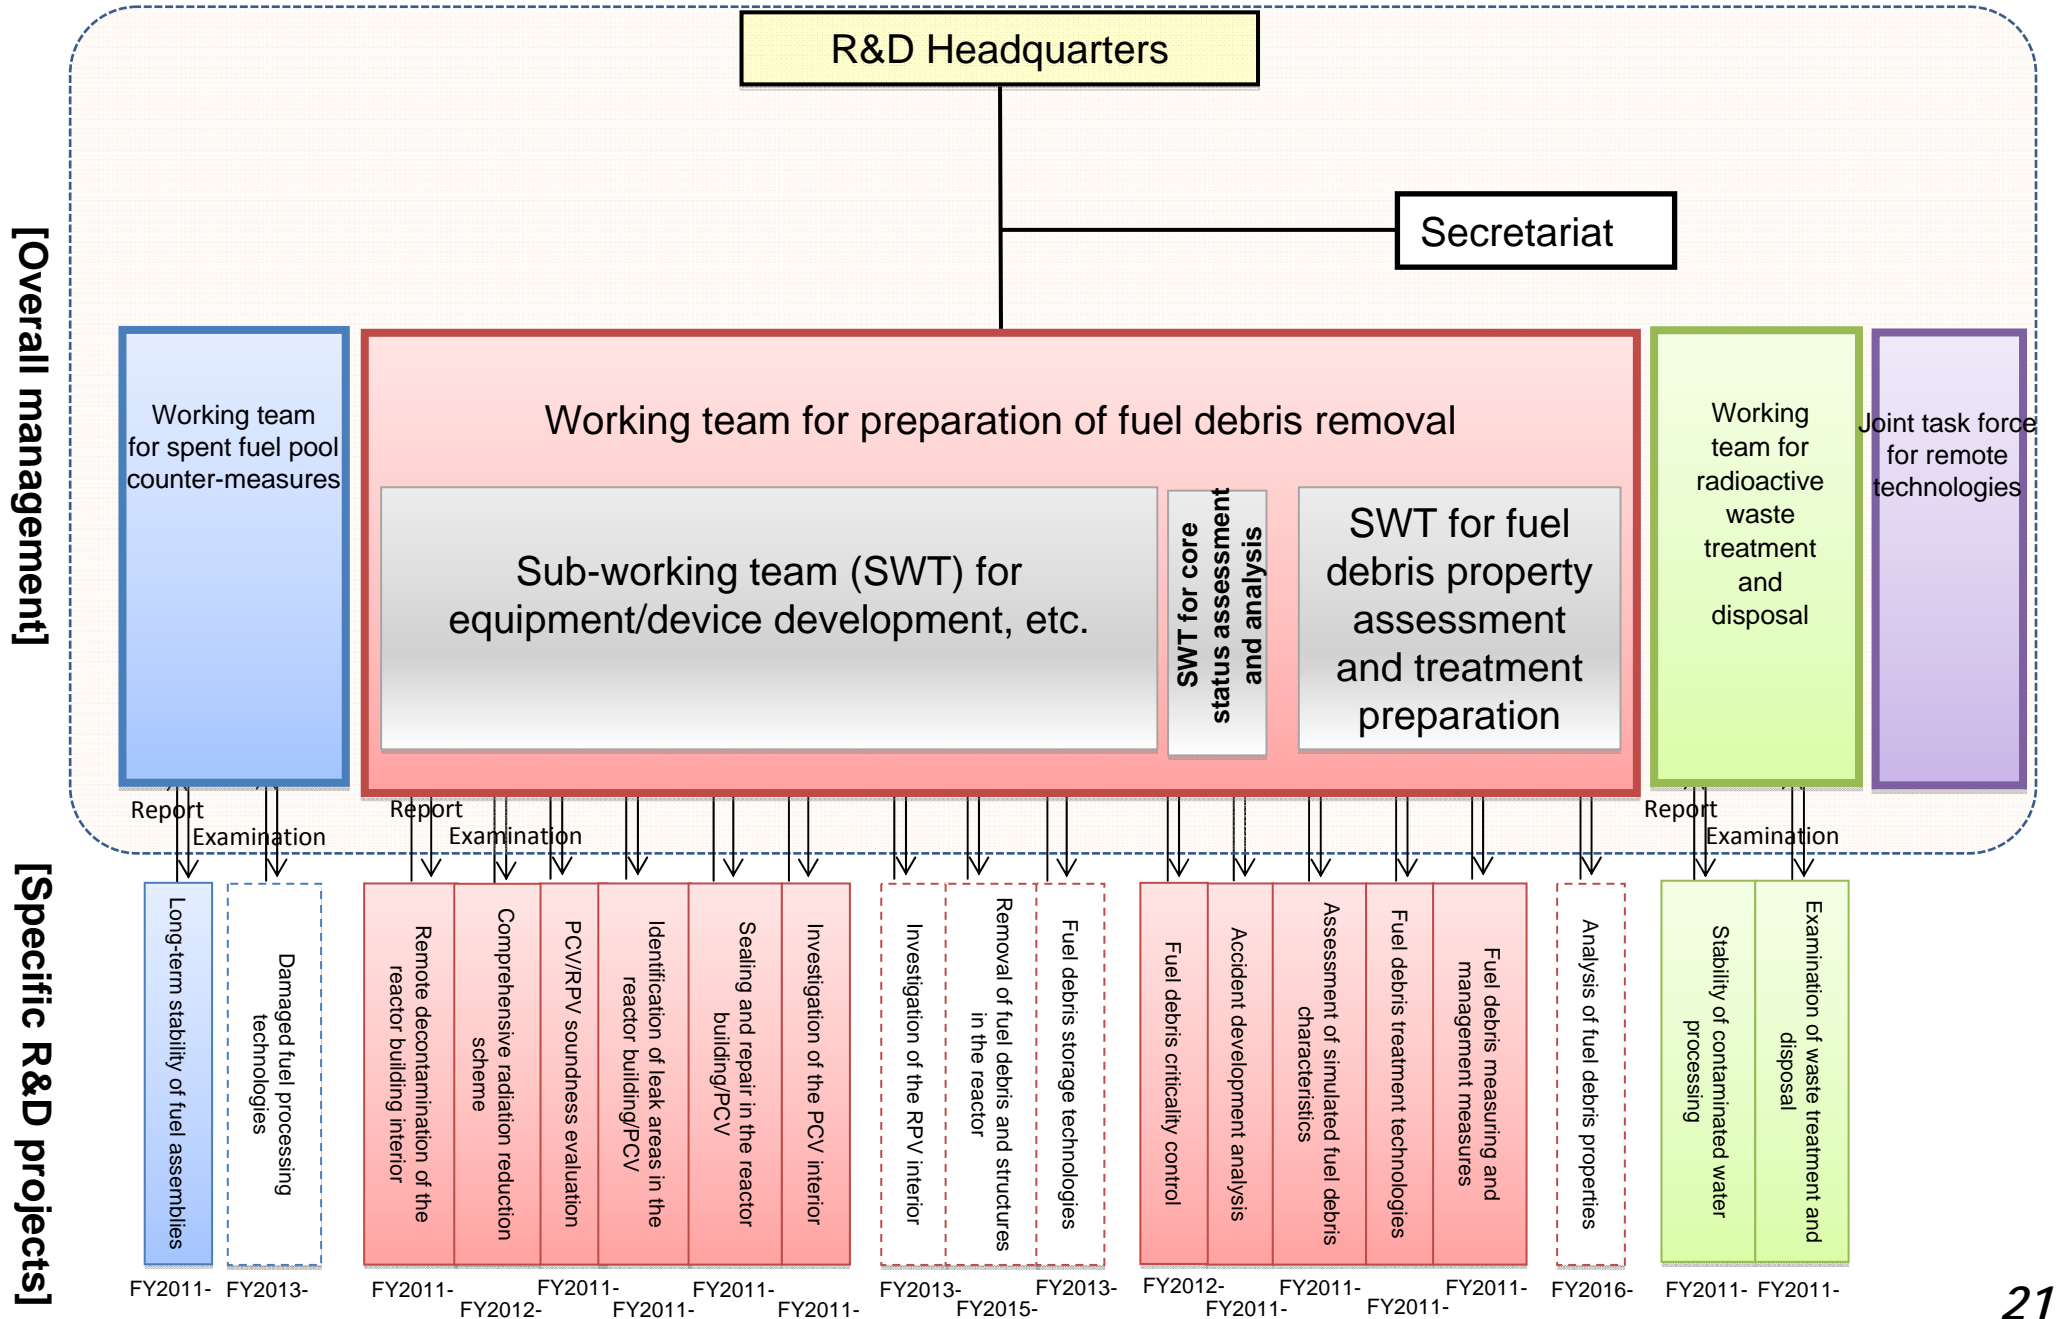 R&D Headquarters
Secretariat
[Overall management]
Working team
for spent fuel pool
counter-measures
Working team for preparation of fuel debris removal
Sub-working team (SWT) for
equipment/device development, etc.
SWT for core
status assessment
and analysis
SWT for fuel
debris property
assessment
and treatment
preparation
Working
team for
radioactive
waste
treatment
and
disposal
Joint task force
for remote
technologies
Report
Examination
Report
Examination
Report
Examination
[Specific R&D projects]
Long-term stability of fuel assemblies
Damaged fuel processing
technologies
Remote decontamination of the
reactor building interior
Comprehensive radiation reduction
scheme
PCV/RPV soundness evaluation
Identification of leak areas in the
reactor building/PCV
Sealing and repair in the reactor
building/PCV
Investigation of the PCV interior
Investigation of the RPV interior
Removal of fuel debris and structures
in the reactor
Fuel debris storage technologies
Fuel debris criticality control
Accident development analysis
Assessment of simulated fuel debris
characteristics
Fuel debris treatment technologies
Fuel debris measuring and
management measures
Analysis of fuel debris properties
Stability of contaminated water
processing
Examination of waste treatment and
disposal
FY2011-
FY2013-
FY2011-
FY2012-
FY2011-
FY2011-
FY2011-
FY2011-
FY2013-
FY2015-
FY2013-
FY2012-
FY2011-
FY2011-
FY2011-
FY2011-
FY2016-
FY2011-
FY2011-
21